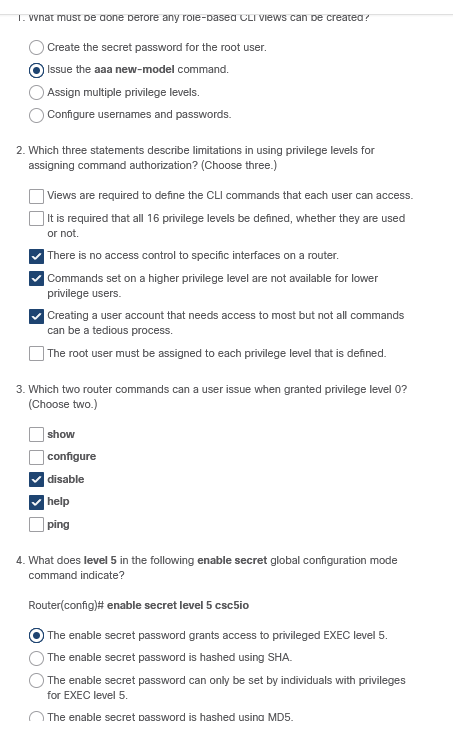 1. What must be done before any role-based CLI views can be created?
Create the secret password for the root user.
Issue the aaa new-model command.
Assign multiple privilege levels.
Configure usernames and passwords.
2. Which three statements describe limitations in using privilege levels for
assigning command authorization? (Choose three.)
Views are required to define the CLI commands that each user can access.
It is required that all 16 privilege levels be defined, whether they are used
or not.
There is no access control to specific interfaces on a router.
Commands set on a higher privilege level are not available for lower
privilege users.
Creating a user account that needs access to most but not all commands
can be a tedious process.
The root user must be assigned to each privilege level that is defined.
3. Which two router commands can a user issue when granted privilege level 0?
(Choose two.)
show
configure
disable
help
ping
4. What does level 5 in the following enable secret global configuration mode
command indicate?
Router(config)# enable secret level 5 csc5io
The enable secret password grants access to privileged EXEC level 5.
The enable secret password is hashed using SHA.
The enable secret password can only be set by individuals with privileges
for EXEC level 5.
The enable secret password is hashed using MD5.